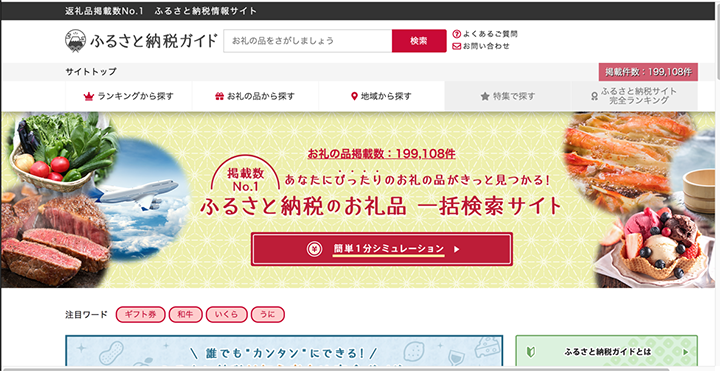 返礼品掲載数No.1　ふるさと納税情報サイト
ふるさと納税ガイド
お礼の品をさがしましょう
検索
よくあるご質問
お問い合わせ
サイトトップ
掲載件数：199,108件
ランキングから探す
お礼の品から探す
地域から探す
特集で探す
ふるさと納税サイト
完全ランキング
お礼の品掲載数：199,108件
掲載数
No.1
あなたにぴったりのお礼の品がきっと見つかる!
ふるさと納税のお礼品 一括検索サイト
簡単1分シミュレーション
注目ワード
ギフト券
和牛
いくら
うに
誰でも"カンタン"にできる!
ふるさと納税ガイドとは